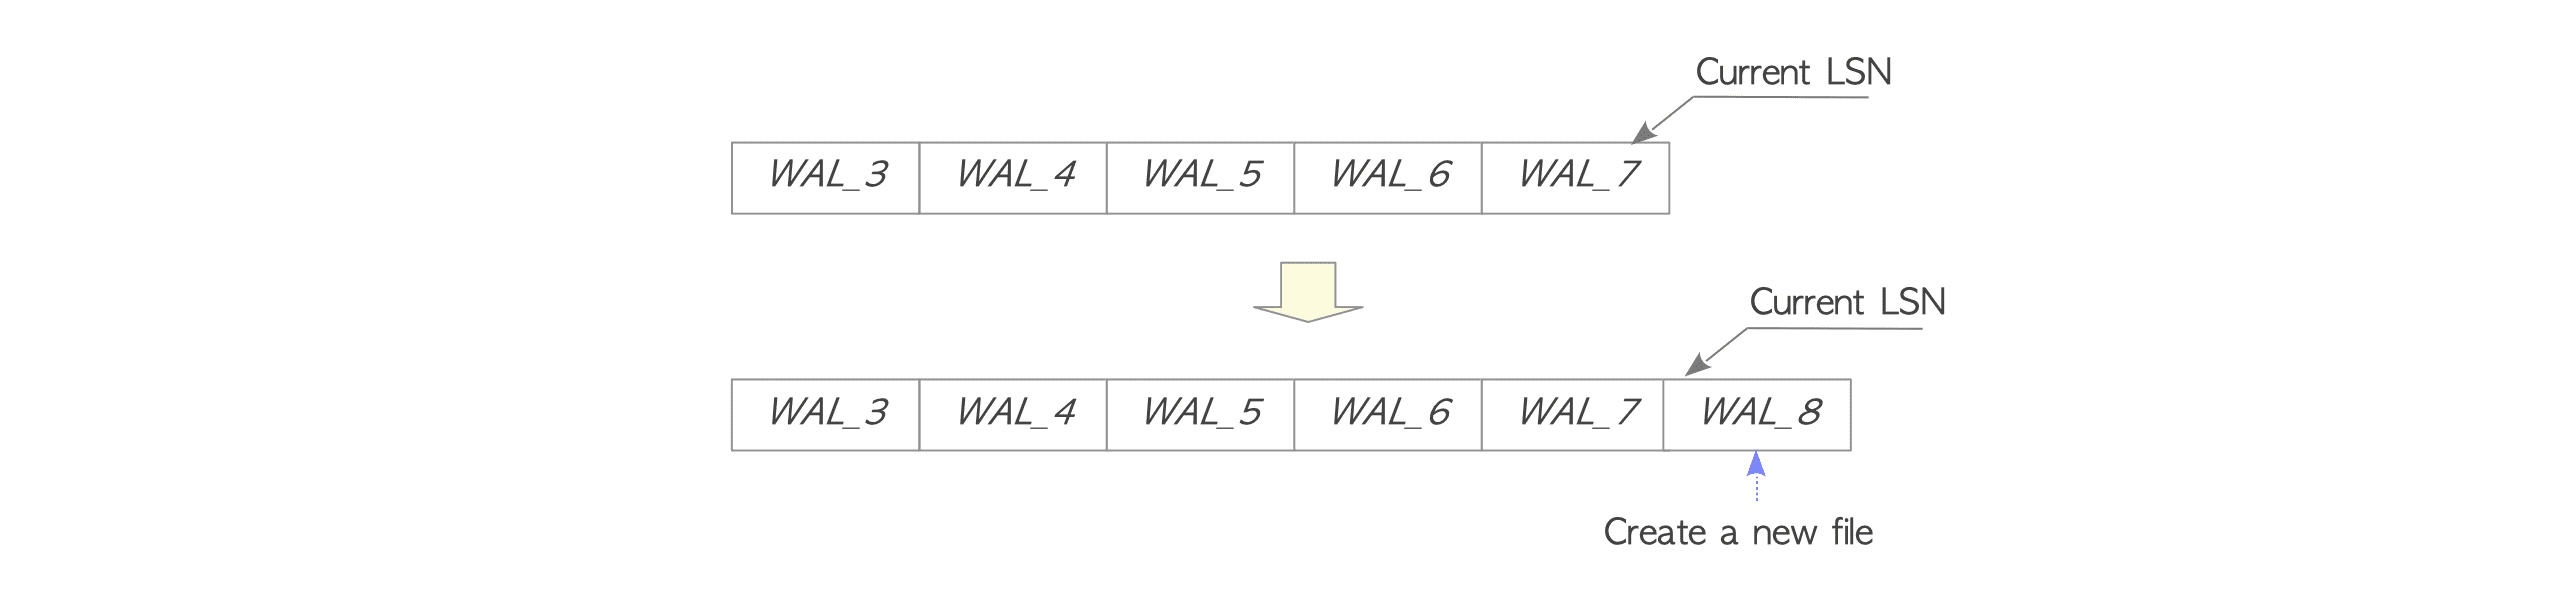 Current LSN
WAL_3 WAL_4 WAL_5 WAL_6 WAL_7
Current LSN
WAL_3 WAL_4 WAL_5 WAL_6 WAL_7 WAL_8
Create a new file